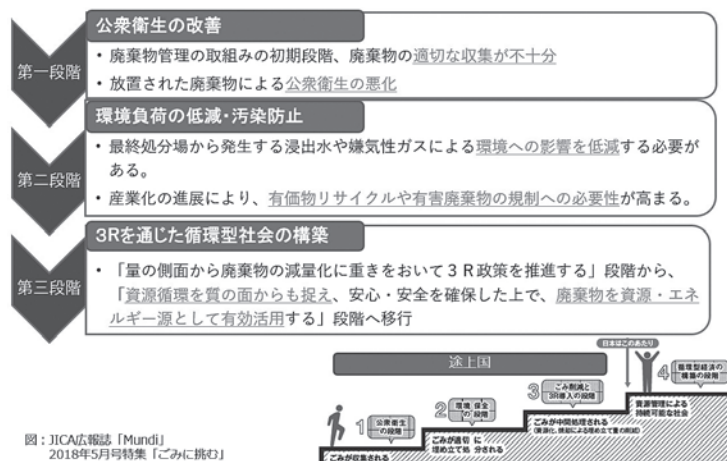 公衆衛生の改善
第一段階
・ 廃棄物管理の取組みの初期段階、廃棄物の適切な収集が不十分
・ 放置された廃棄物による公衆衛生の悪化
環境負荷の低減・汚染防止
第二段階
・ 最終処分場から発生する浸出水や嫌気性ガスによる環境への影響を低減する必要が
ある。
・ 産業化の進展により、有価物リサイクルや有害廃棄物の規制への必要性が高まる。
3Rを通じた循環型社会の構築
第三段階
・ 「量の側面から廃棄物の減量化に重きをおいて３Ｒ政策を推進する」段階から、
「資源循環を質の面からも捉え、安心・安全を確保した上で、廃棄物を資源・エネ
ルギー源として有効活用する」段階へ移行
途上国
日本はこのあたり
1 公衆衛生
の段階
ごみが収集される
2 環境 保全
の 段階
ごみが適切 に
埋め立て処 分される
3 ごみ削減と
3R導入の段階
ごみが中間処理される
4 循環型経済の
構築の段階
資源管理による
持続可能な社会
図：JICA広報誌「Mundi」
2018年5月号特集「ごみに挑む」